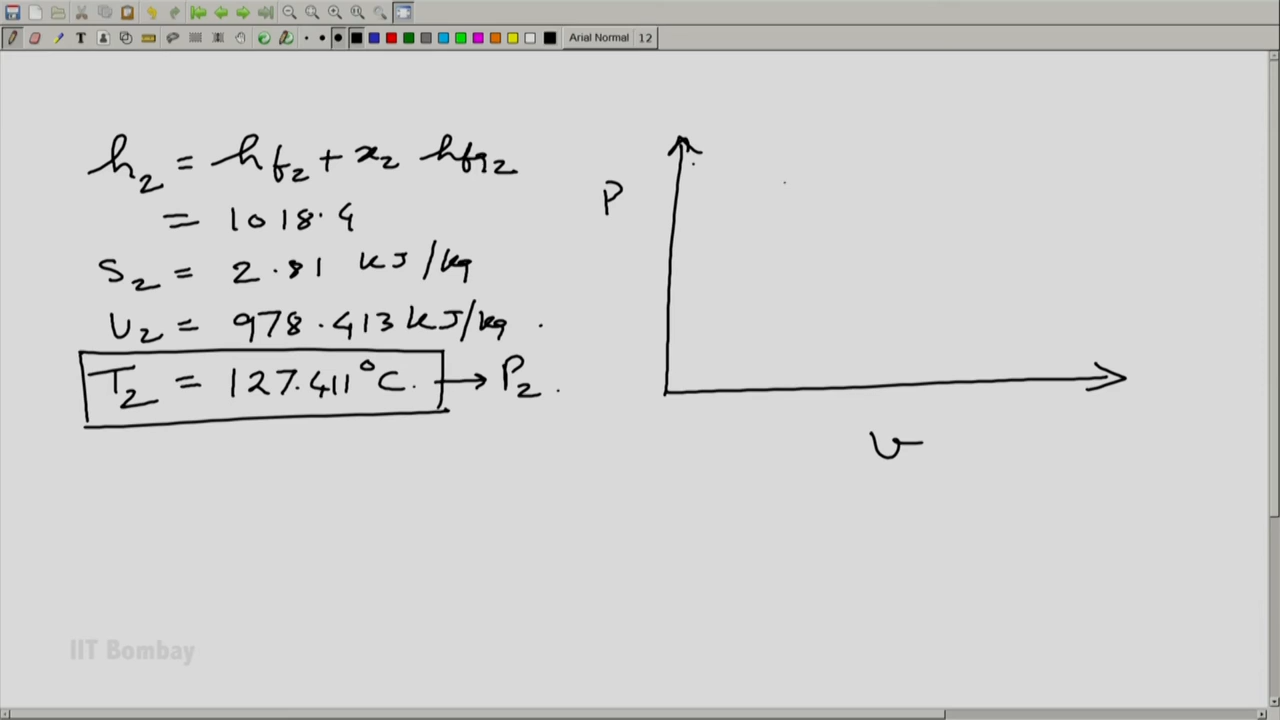 Arial Normal 12
h₂ = hf₂ + x₂ hfg₂
= 1018.4
S₂ = 2.81 kJ/kg
U₂ = 978.413 kJ/kg.
T₂ = 127.411°C. → P₂.
P
v
IIT Bombay